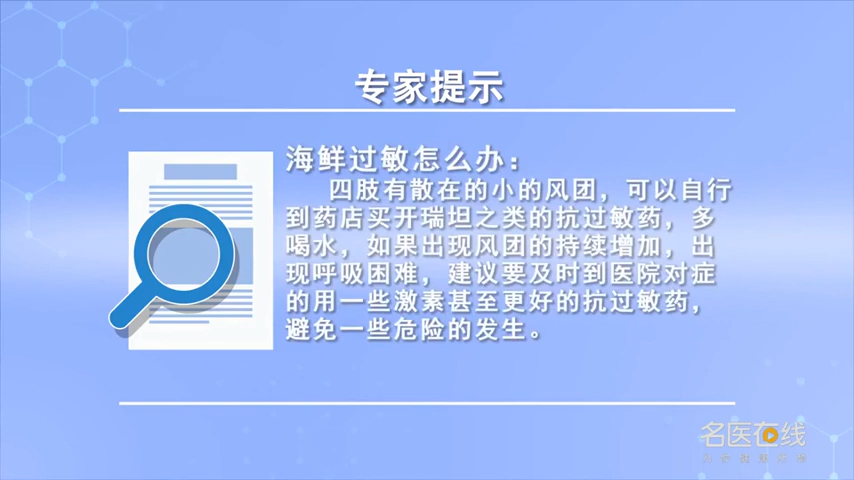 专家提示
海鲜过敏怎么办：
四肢有散在的小的风团，可以自行
到药店买开瑞坦之类的抗过敏药，多
喝水，如果出现风团的持续增加，出
现呼吸困难，建议要及时到医院对症
的用一些激素甚至更好的抗过敏药，
避免一些危险的发生。
名医在线